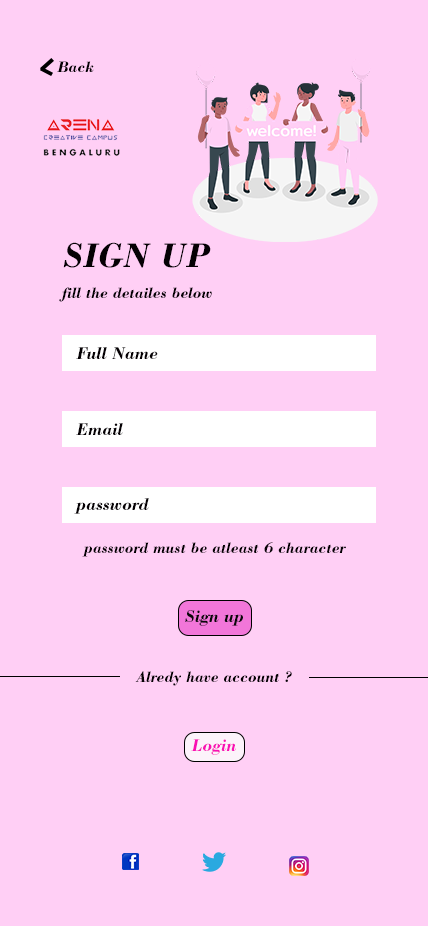 Back
ARENA
CREATIVE CAMPUS
BENGALURU
welcome!
SIGN UP
fill the detailes below
Full Name
Email
password
password must be atleast 6 character
Sign up
Alredy have account ?
Login